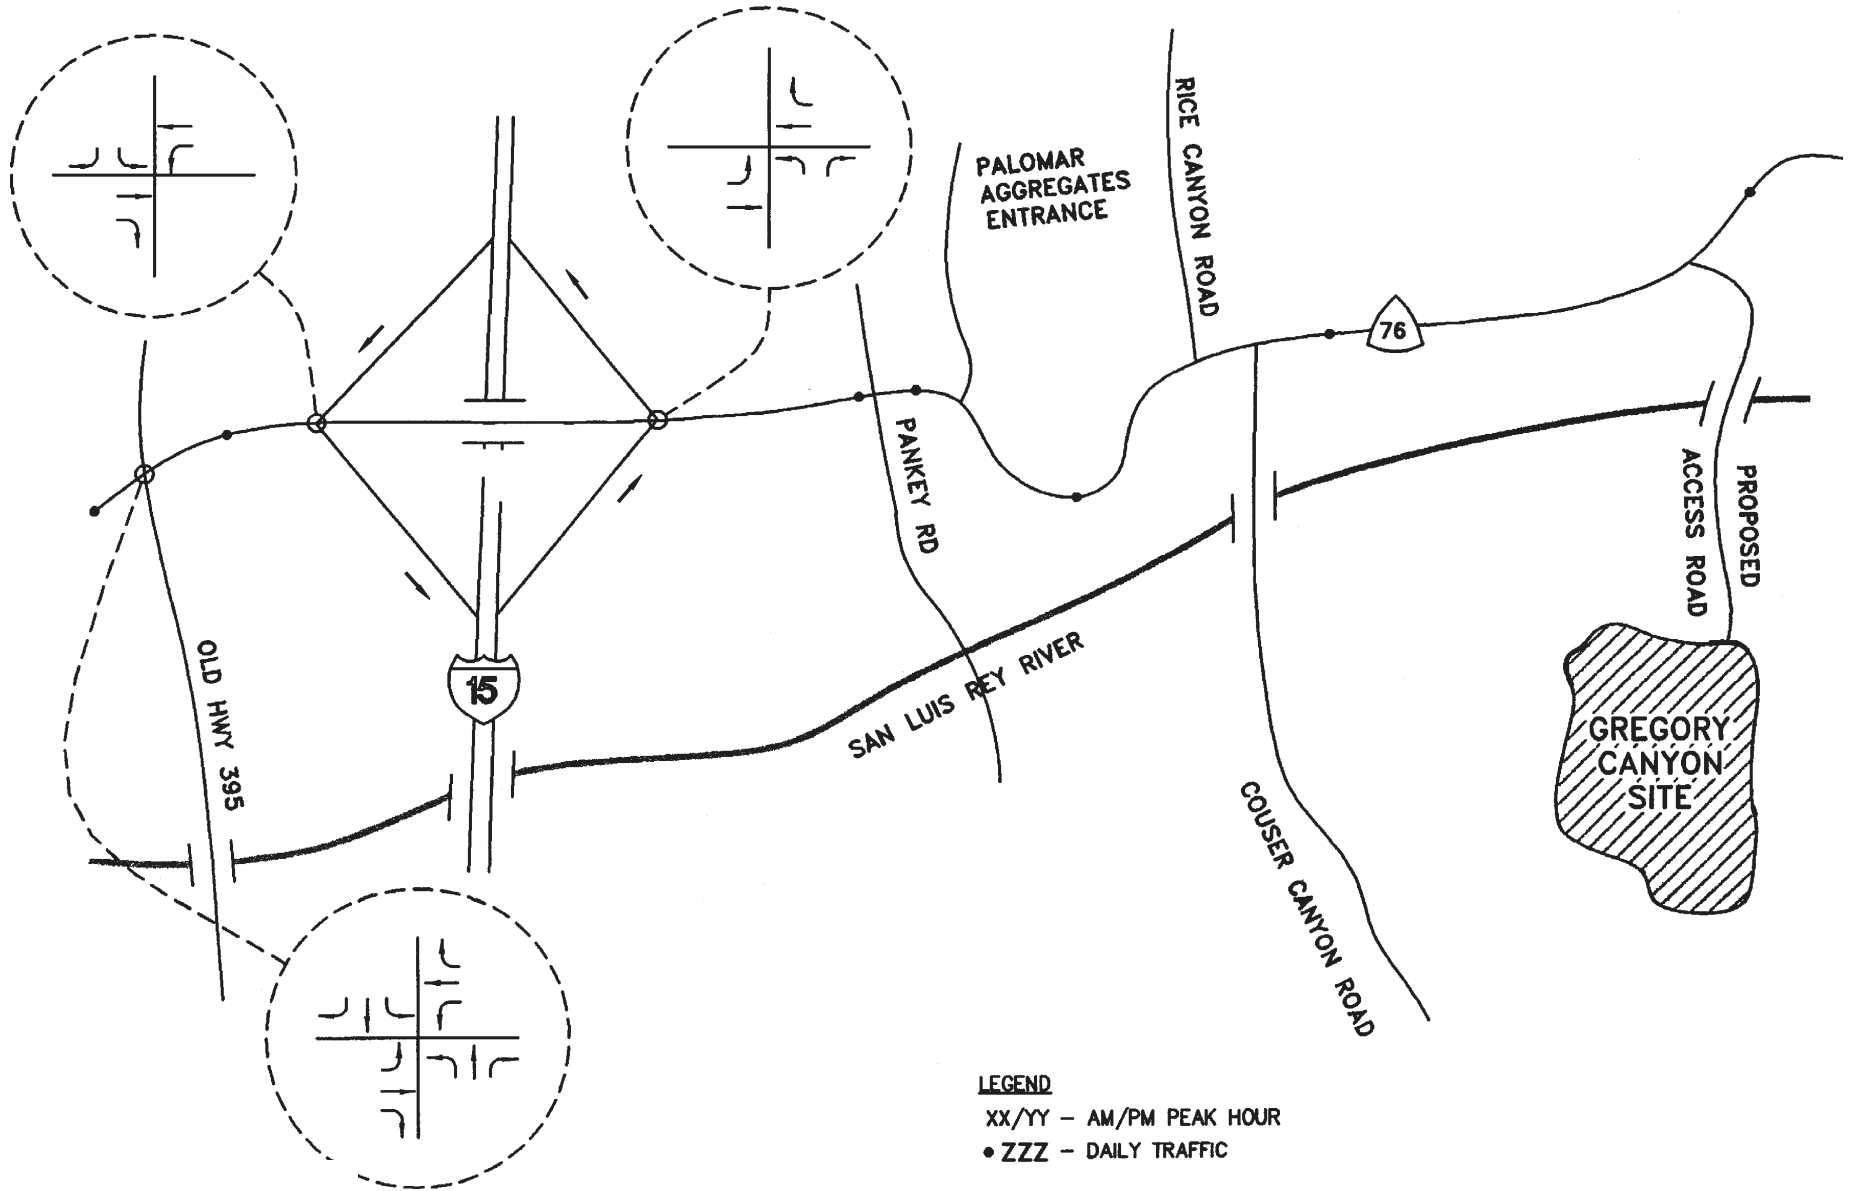 PALOMAR
AGGREGATES
ENTRANCE
RICE CANYON ROAD
76
PANKEY RD
ACCESS ROAD
PROPOSED
OLD HWY 395
15
SAN LUIS REY RIVER
GREGORY
CANYON
SITE
COUSER CANYON ROAD
LEGEND
XX/YY – AM/PM PEAK HOUR
• ZZZ – DAILY TRAFFIC